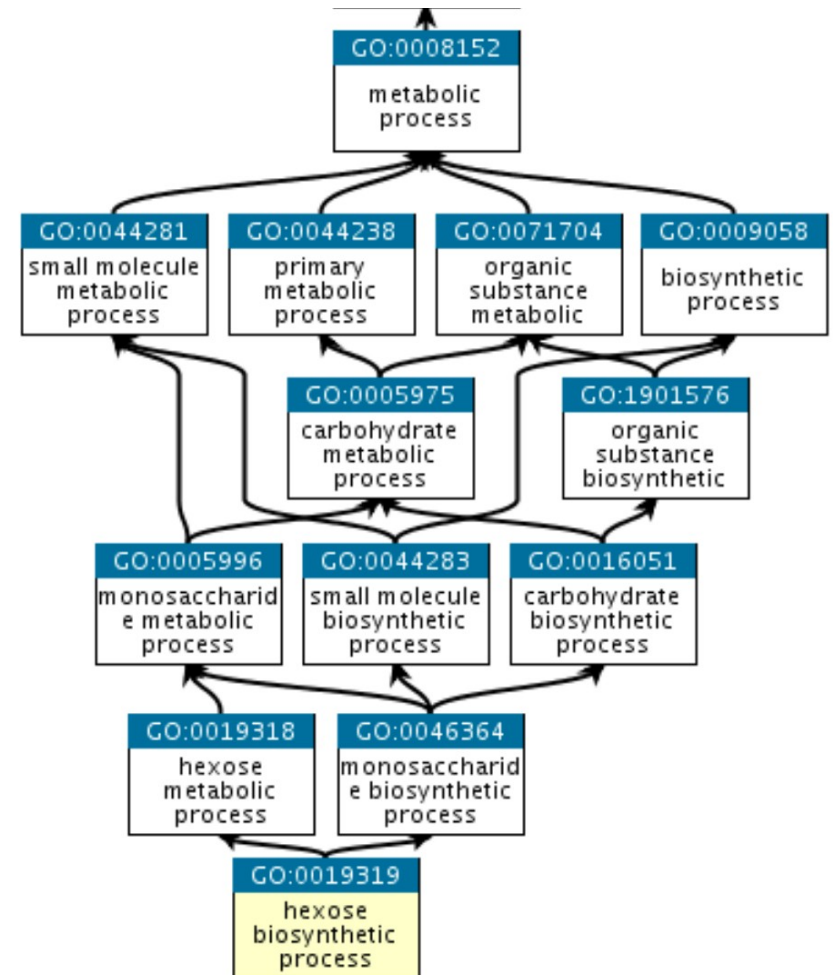 GO:0008152
metabolic
process
GO:0044281
small molecule
metabolic
process
GO:0044238
primary
metabolic
process
GO:0071704
organic
substance
metabolic
GO:0009058
biosynthetic
process
GO:0005975
carbohydrate
metabolic
process
GO:1901576
organic
substance
biosynthetic
GO:0005996
monosaccharid
e metabolic
process
GO:0044283
small molecule
biosynthetic
process
GO:0016051
carbohydrate
biosynthetic
process
GO:0019318
hexose
metabolic
process
GO:0046364
monosaccharid
e biosynthetic
process
GO:0019319
hexose
biosynthetic
process